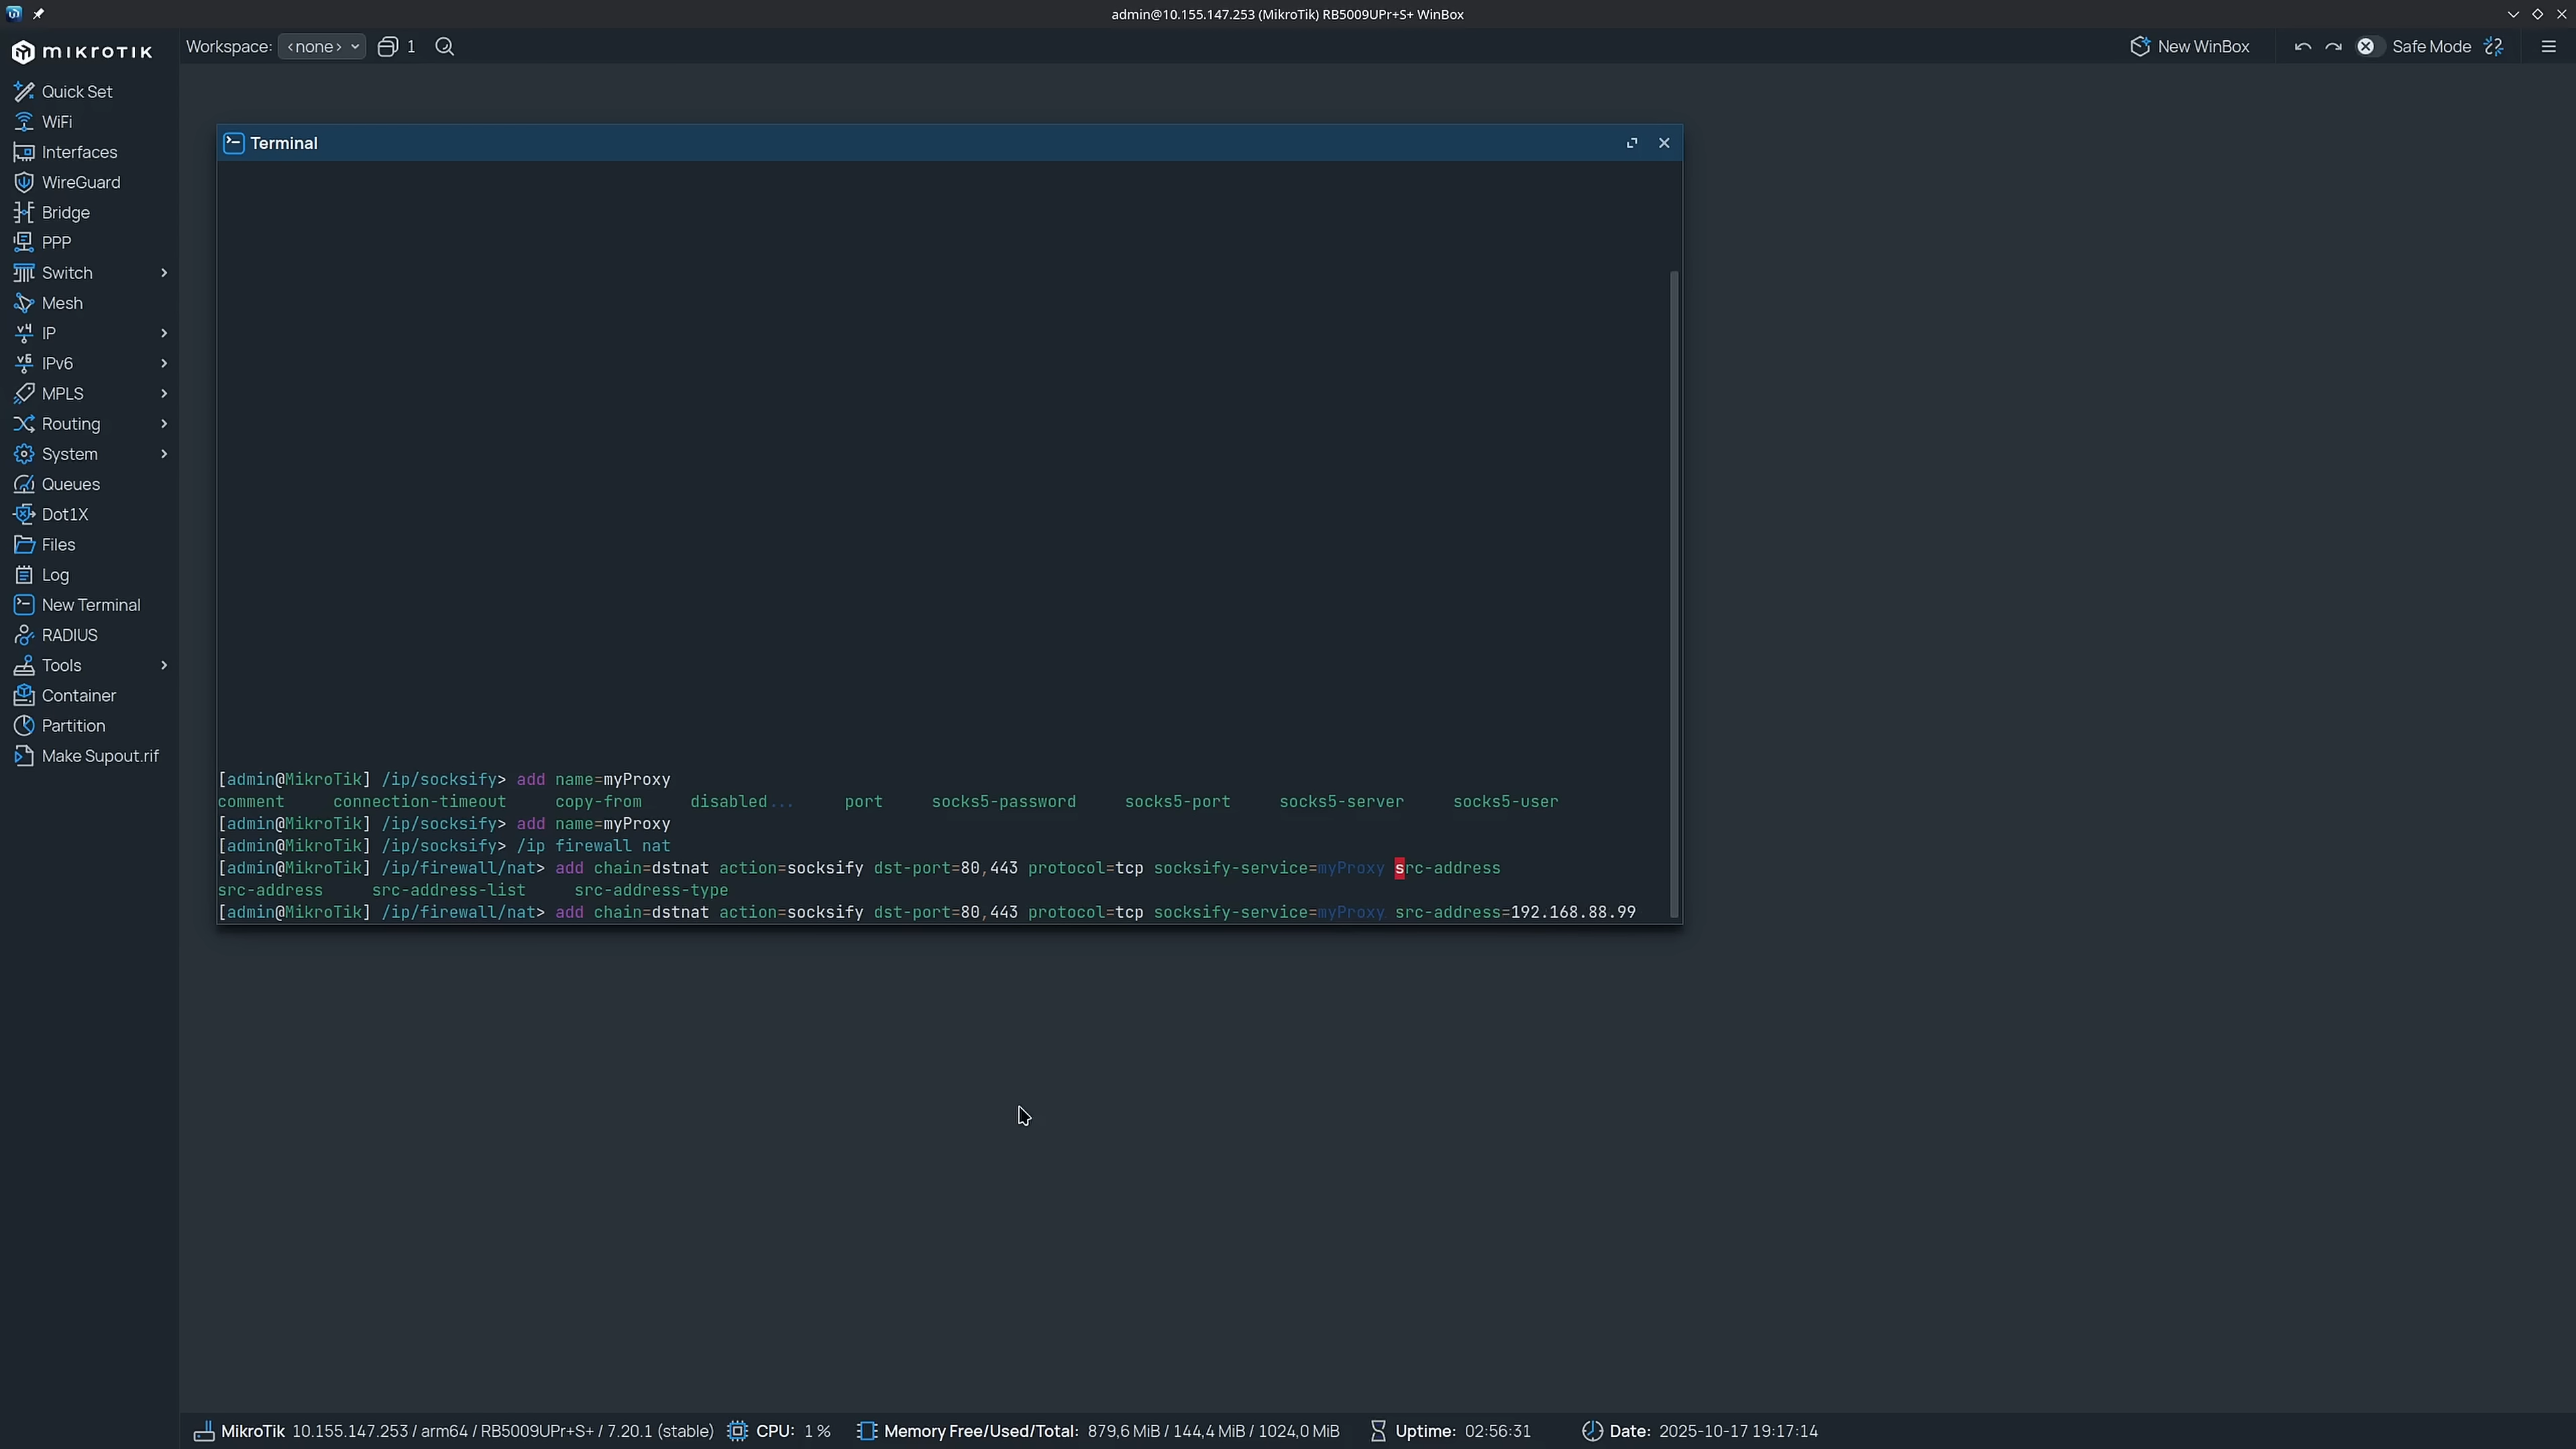 admin@10.155.147.253 (MikroTik) RB5009UPr+S+ WinBox
mikrotik
Workspace: <none> 1
New WinBox
Safe Mode
Quick Set
WiFi
Interfaces
WireGuard
Bridge
PPP
Switch
Mesh
IP
IPv6
MPLS
Routing
System
Queues
Dot1X
Files
Log
New Terminal
RADIUS
Tools
Container
Partition
Make Supout.rif
Terminal
[admin@MikroTik] /ip/socksify> add name=myProxy
comment connection-timeout copy-from disabled... port socks5-password socks5-port socks5-server socks5-user
[admin@MikroTik] /ip/socksify> add name=myProxy
[admin@MikroTik] /ip/socksify> /ip firewall nat
[admin@MikroTik] /ip/firewall/nat> add chain=dstnat action=socksify dst-port=80,443 protocol=tcp socksify-service=myProxy src-address
src-address src-address-list src-address-type
[admin@MikroTik] /ip/firewall/nat> add chain=dstnat action=socksify dst-port=80,443 protocol=tcp socksify-service=myProxy src-address=192.168.88.99
MikroTik 10.155.147.253 / arm64 / RB5009UPr+S+ / 7.20.1 (stable) CPU: 1 % Memory Free/Used/Total: 879,6 MiB / 144,4 MiB / 1024,0 MiB Uptime: 02:56:31 Date: 2025-10-17 19:17:14